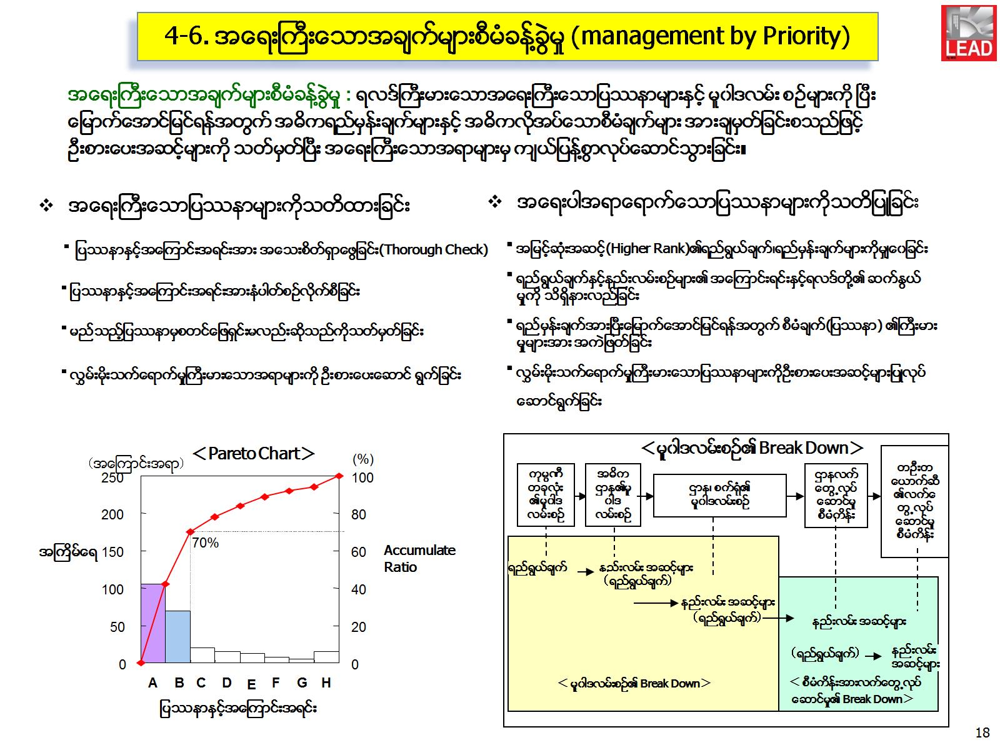 4-6. အရေးကြီးသောအချက်များစီမံခန့်ခွဲမှု (management by Priority)
LEAD
အရေးကြီးသောအချက်များစီမံခန့်ခွဲမှု : ရလဒ်ကြီးမားသောအရေးကြီးသောပြဿနာများနှင့် မူဝါဒလမ်း စဉ်များကို ပြီး
မြောက်အောင်မြင်ရန်အတွက် အဓိကရည်မှန်းချက်များနှင့် အဓိကလိုအပ်သောစီမံချက်များ အားချမှတ်ခြင်းစသည်ဖြင့်
ဦးစားပေးအဆင့်များကို သတ်မှတ်ပြီး အရေးကြီးသောအရာများမှ ကျယ်ပြန့်စွာလုပ်ဆောင်သွားခြင်း။
❖ အရေးကြီးသောပြဿနာများကိုသတိထားခြင်း
▪ ပြဿနာနှင့်အကြောင်းအရင်းအား အသေးစိတ်ရှာဖွေခြင်း(Thorough Check)
▪ ပြဿနာနှင့်အကြောင်းအရင်းအားနံပါတ်စဉ်လိုက်စီခြင်း
▪ မည်သည့်ပြဿနာမှစတင်ဖြေရှင်းမလည်းဆိုသည်ကိုသတ်မှတ်ခြင်း
▪ လွှမ်းမိုးသက်ရောက်မှုကြီးမားသောအရာများကို ဦးစားပေးဆောင် ရွက်ခြင်း
❖ အရေးပါအရာရောက်သောပြဿနာများကိုသတိပြုခြင်း
▪ အမြင့်ဆုံးအဆင့်(Higher Rank)၏ရည်ရွယ်ချက်၊ရည်မှန်းချက်များကိုမျှဝေခြင်း
▪ ရည်ရွယ်ချက်နှင့်နည်းလမ်းစဉ်များ၏ အကြောင်းရင်းနှင့်ရလဒ်တို့၏ ဆက်နွယ်
မှုကို သိရှိနားလည်ခြင်း
▪ ရည်မှန်းချက်အားပြီးမြောက်အောင်မြင်ရန်အတွက် စီမံချက်(ပြဿနာ) ၏ကြီးမား
မှုများအား အကဲဖြတ်ခြင်း
▪ လွှမ်းမိုးသက်ရောက်မှုကြီးမားသောပြဿနာများကိုဦးစားပေးအဆင့်များပြုလုပ်
ဆောင်ရွက်ခြင်း
＜Pareto Chart＞
(အကြောင်းအရာ)
(%)
250
200
150
100
50
0
100
80
60
40
20
0
70%
အကြိမ်ရေ
Accumulate
Ratio
A B C D E F G H
ပြဿနာနှင့်အကြောင်းအရင်း
＜မူဝါဒလမ်းစဉ်၏ Break Down＞
ကုမ္ပဏီ
တခုလုံး
၏မူဝါဒ
လမ်းစဉ်
အဓိက
ဌာန၏မူ
ဝါဒ
လမ်းစဉ်
ဌာန၊ စက်ရုံ၏
မူဝါဒလမ်းစဉ်
ဌာနလက်
တွေ့လုပ်
ဆောင်မှု
စီမံကိန်း
တဦးတ
ယောက်ဆီ
၏လက်ေ
တွ့လုပ်
ဆောင်မှု
စီမံကိန်း
ရည်ရွယ်ချက်
နည်းလမ်း အဆင့်များ
(ရည်ရွယ်ချက်)
နည်းလမ်း အဆင့်များ
(ရည်ရွယ်ချက်)
နည်းလမ်း အဆင့်များ
(ရည်ရွယ်ချက်)
နည်းလမ်း
အဆင့်များ
＜ မူဝါဒလမ်းစဉ်၏ Break Down＞
＜ စီမံကိန်းအားလက်တွေ့လုပ်
ဆောင်မှု၏ Break Down＞
18